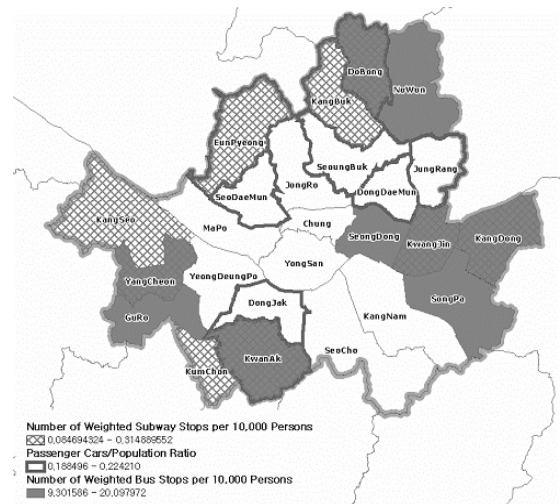 DoBong
NoWon
KangBuk
EunPyeong
SeoungBuk
JungRang
JongRo
SeoDaeMun
DongDaeMun
KangSeo
MaPo
Chung
SeongDong
KwangJin
KangDong
YongSan
YangCheon
YeongDeungPo
DongJak
SongPa
KangNam
GuRo
KwanAk
SeoCho
KumChon
Number of Weighted Subway Stops per 10,000 Persons
0,084694324 - 0,314889552
Passenger Cars/Population Ratio
0,188496 - 0,224210
Number of Weighted Bus Stops per 10,000 Persons
9,301566 - 20,097972